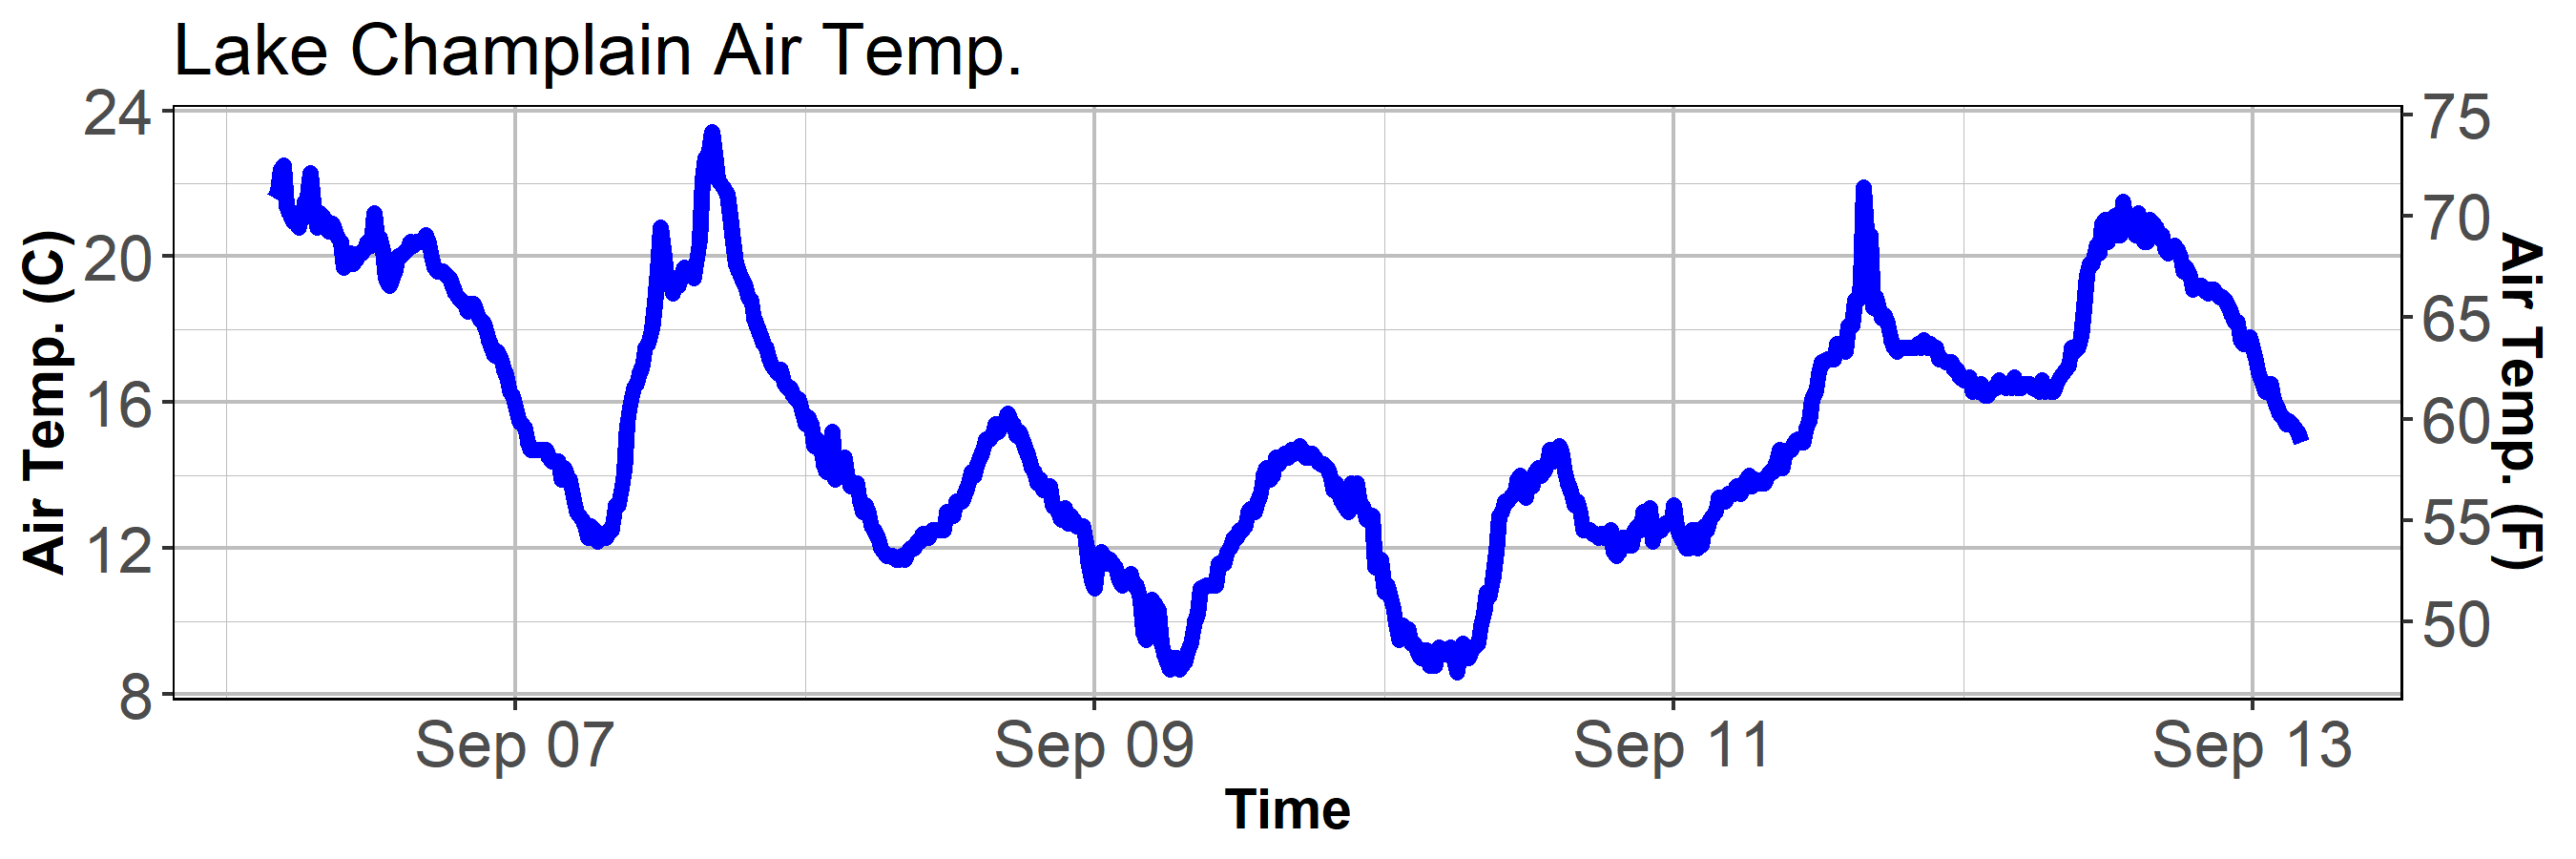 Lake Champlain Air Temp.
24
20
16
12
8
Air Temp. (C)
75
70
65
60
55
50
Air Temp. (F)
Sep 07
Sep 09
Sep 11
Sep 13
Time